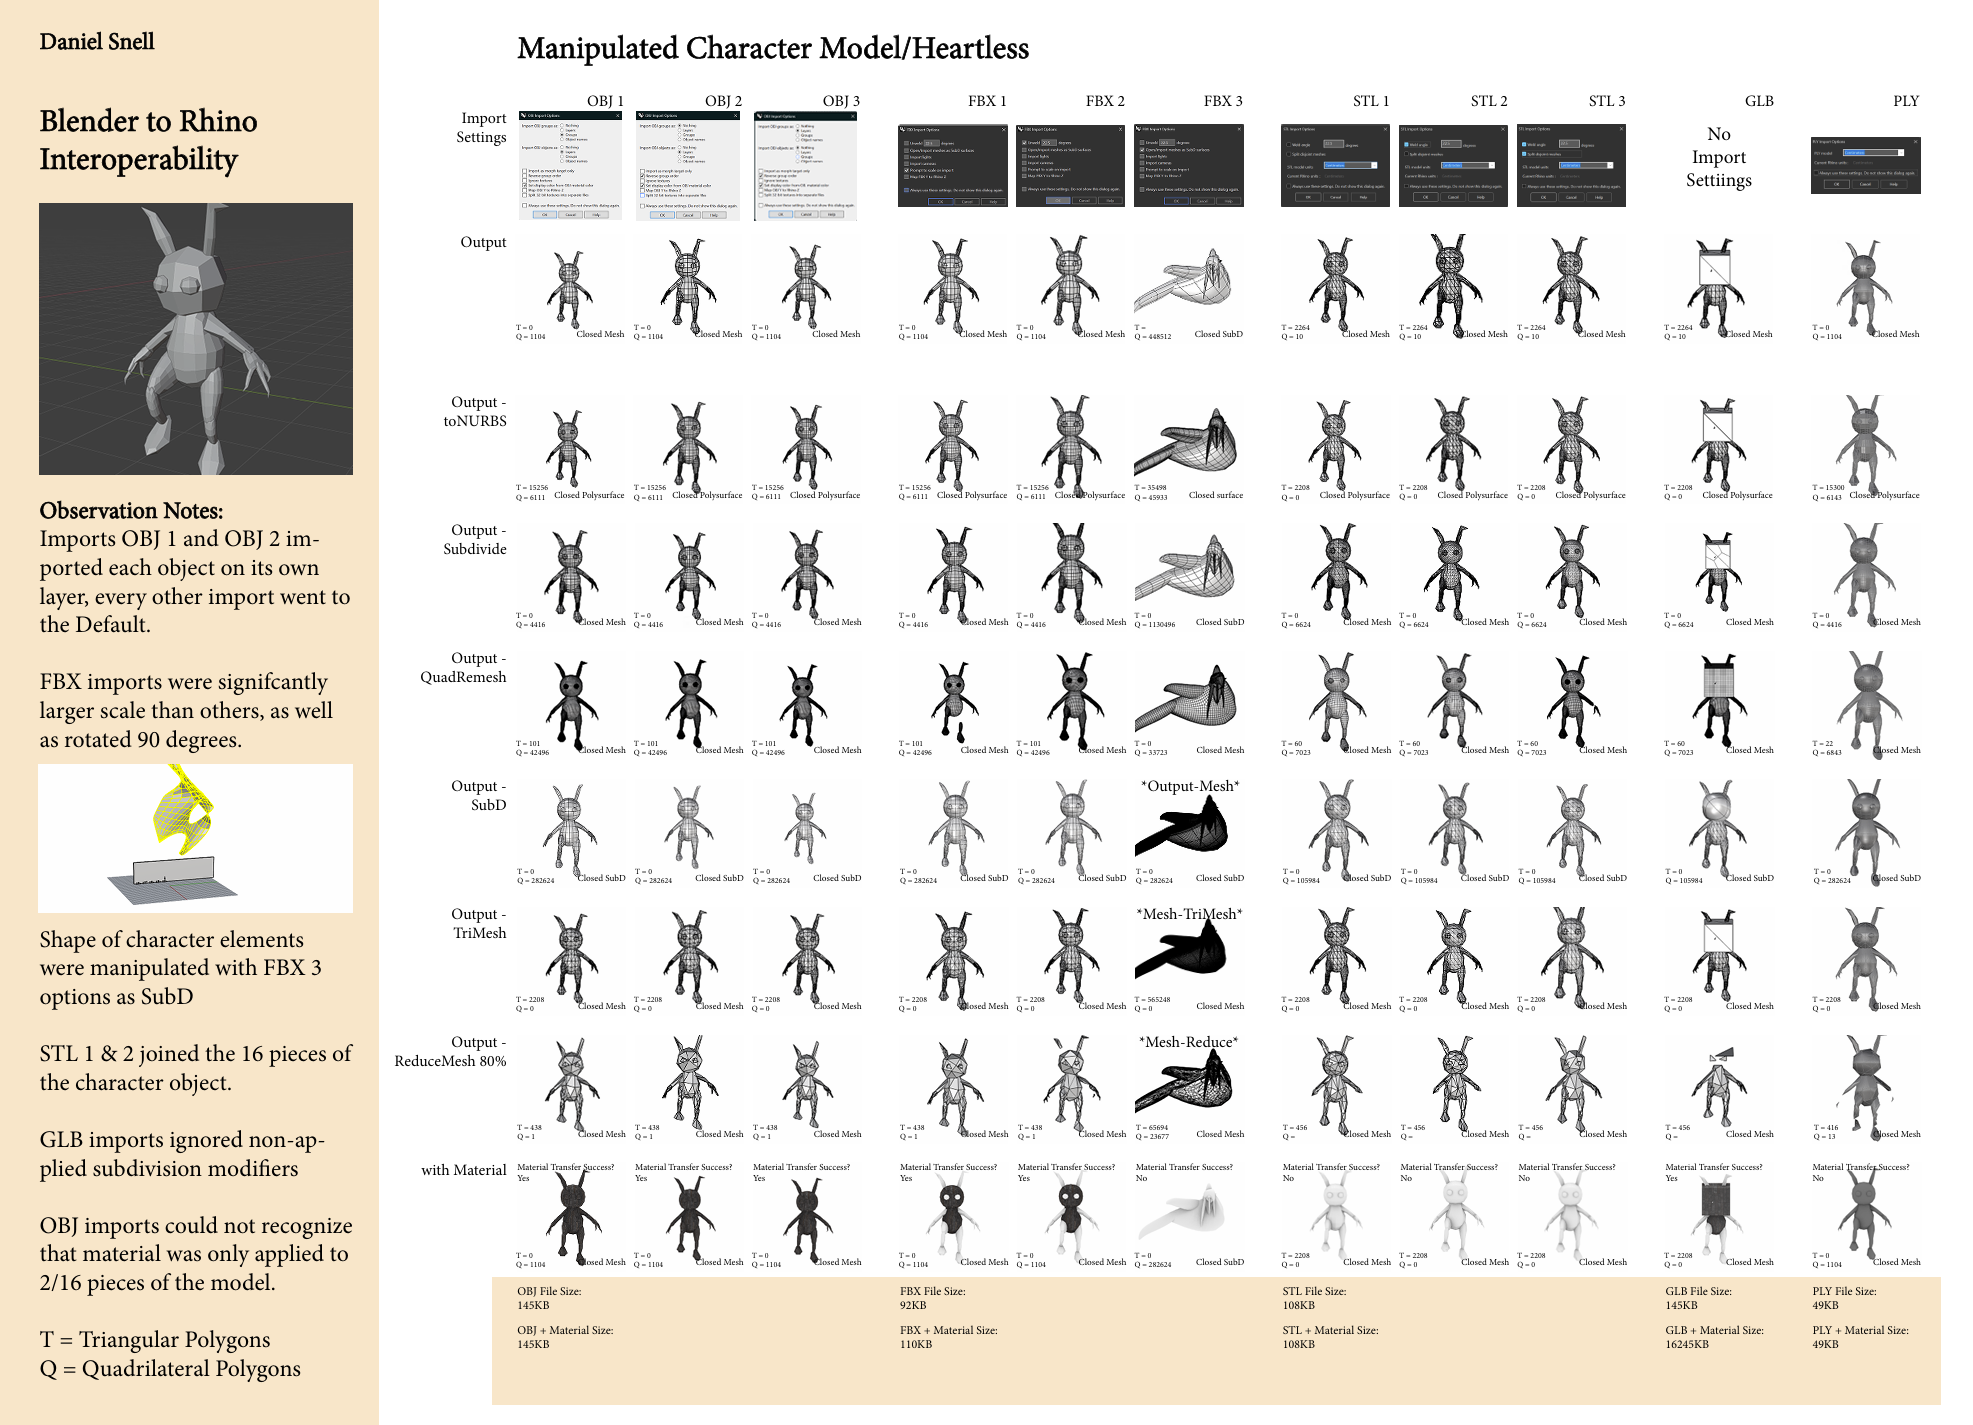 Daniel Snell
Blender to Rhino
Interoperability
Observation Notes:
Imports OBJ 1 and OBJ 2 im-
ported each object on its own
layer, every other import went to
the Default.
FBX imports were signifcantly
larger scale than others, as well
as rotated 90 degrees.
Shape of character elements
were manipulated with FBX 3
options as SubD
STL 1 & 2 joined the 16 pieces of
the character object.
GLB imports ignored non-ap-
plied subdivision modifiers
OBJ imports could not recognize
that material was only applied to
2/16 pieces of the model.
T = Triangular Polygons
Q = Quadrilateral Polygons
Manipulated Character Model/Heartless
OBJ 1 OBJ 2 OBJ 3 FBX 1 FBX 2 FBX 3 STL 1 STL 2 STL 3 GLB PLY
Import
Settings
No
Import
Settiings
Output
T = 0 T = 0 T = 0 T = 0 T = 0 T = T = 2264 T = 2264 T = 2264 T = 2264 T = 0
Q = 1104 Q = 1104 Q = 1104 Q = 1104 Q = 1104 Q = 448512 Q = 10 Q = 10 Q = 10 Q = 10 Q = 1104
Closed Mesh Closed Mesh Closed Mesh Closed Mesh Closed Mesh Closed SubD Closed Mesh Closed Mesh Closed Mesh Closed Mesh Closed Mesh
Output -
toNURBS
T = 15256 T = 15256 T = 15256 T = 15256 T = 15256 T = 35498 T = 2208 T = 2208 T = 2208 T = 2208 T = 15300
Q = 6111 Q = 6111 Q = 6111 Q = 6111 Q = 6111 Q = 45933 Q = 0 Q = 0 Q = 0 Q = 0 Q = 6143
Closed Polysurface Closed Polysurface Closed Polysurface Closed Polysurface Closed Polysurface Closed surface Closed Polysurface Closed Polysurface Closed Polysurface Closed Polysurface Closed Polysurface
Output -
Subdivide
T = 0 T = 0 T = 0 T = 0 T = 0 T = 0 T = 0 T = 0 T = 0 T = 0 T = 0
Q = 4416 Q = 4416 Q = 4416 Q = 4416 Q = 4416 Q = 1130496 Q = 6624 Q = 6624 Q = 6624 Q = 6624 Q = 4416
Closed Mesh Closed Mesh Closed Mesh Closed Mesh Closed Mesh Closed SubD Closed Mesh Closed Mesh Closed Mesh Closed Mesh Closed Mesh
Output -
QuadRemesh
T = 101 T = 101 T = 101 T = 101 T = 101 T = 0 T = 60 T = 60 T = 60 T = 60 T = 22
Q = 42496 Q = 42496 Q = 42496 Q = 42496 Q = 42496 Q = 33723 Q = 7023 Q = 7023 Q = 7023 Q = 7023 Q = 6843
Closed Mesh Closed Mesh Closed Mesh Closed Mesh Closed Mesh Closed Mesh Closed Mesh Closed Mesh Closed Mesh Closed Mesh Closed Mesh
Output -
SubD
*Output-Mesh*
T = 0 T = 0 T = 0 T = 0 T = 0 T = 0 T = 0 T = 0 T = 0 T = 0 T = 0
Q = 282624 Q = 282624 Q = 282624 Q = 282624 Q = 282624 Q = 282624 Q = 105984 Q = 105984 Q = 105984 Q = 105984 Q = 282624
Closed SubD Closed SubD Closed SubD Closed SubD Closed SubD Closed SubD Closed SubD Closed SubD Closed SubD Closed SubD Closed SubD
Output -
TriMesh
*Mesh-TriMesh*
T = 2208 T = 2208 T = 2208 T = 2208 T = 2208 T = 565248 T = 2208 T = 2208 T = 2208 T = 2208 T = 2208
Q = 0 Q = 0 Q = 0 Q = 0 Q = 0 Q = 0 Q = 0 Q = 0 Q = 0 Q = 0 Q = 0
Closed Mesh Closed Mesh Closed Mesh Closed Mesh Closed Mesh Closed Mesh Closed Mesh Closed Mesh Closed Mesh Closed Mesh Closed Mesh
Output -
ReduceMesh 80%
*Mesh-Reduce*
T = 438 T = 438 T = 438 T = 438 T = 438 T = 65694 T = 456 T = 456 T = 456 T = 456 T = 416
Q = 1 Q = 1 Q = 1 Q = 1 Q = 1 Q = 23677 Q = Q = Q = Q = Q = 13
Closed Mesh Closed Mesh Closed Mesh Closed Mesh Closed Mesh Closed Mesh Closed Mesh Closed Mesh Closed Mesh Closed Mesh Closed Mesh
with Material
Material Transfer Success? Material Transfer Success? Material Transfer Success? Material Transfer Success? Material Transfer Success? Material Transfer Success? Material Transfer Success? Material Transfer Success? Material Transfer Success? Material Transfer Success? Material Transfer Success?
Yes Yes Yes Yes Yes No No No No Yes No
T = 0 T = 0 T = 0 T = 0 T = 0 T = 0 T = 2208 T = 2208 T = 2208 T = 2208 T = 0
Q = 1104 Q = 1104 Q = 1104 Q = 1104 Q = 1104 Q = 282624 Q = 0 Q = 0 Q = 0 Q = 0 Q = 1104
Closed Mesh Closed Mesh Closed Mesh Closed Mesh Closed Mesh Closed SubD Closed Mesh Closed Mesh Closed Mesh Closed Mesh Closed Mesh
OBJ File Size: FBX File Size: STL File Size: GLB File Size: PLY File Size:
145KB 92KB 108KB 145KB 49KB
OBJ + Material Size: FBX + Material Size: STL + Material Size: GLB + Material Size: PLY + Material Size:
145KB 110KB 108KB 16245KB 49KB